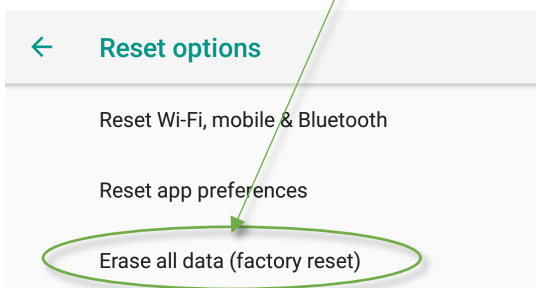 Reset options
Reset Wi-Fi, mobile & Bluetooth
Reset app preferences
Erase all data (factory reset)